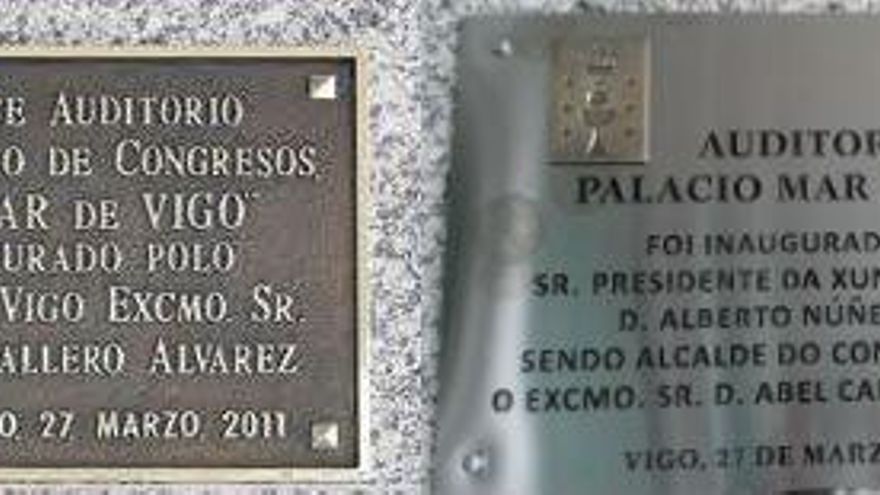 E AUDITORIO
O DE CONGRESOS,
AR DE VIGO"
URADO POLO
VIGO EXCMO. SR.
ALLERO ALVAREZ
O 27 MARZO 2011
AUDITOR
PALACIO MAR
FOI INAUGURAD
SR. PRESIDENTE DA XUN
D. ALBERTO NÚÑE
SENDO ALCALDE DO CON
O EXCMO. SR. D. ABEL CA
VIGO, 27 DE MARZ